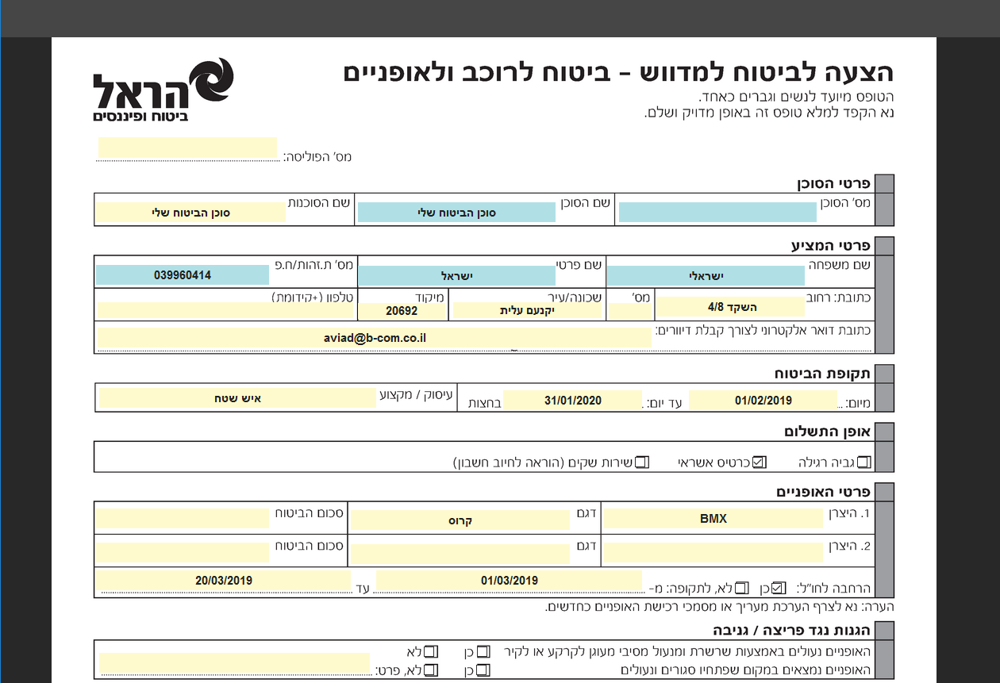 הראל
ביטוח ופיננסים
הצעה לביטוח למדווש – ביטוח לרוכב ולאופניים
הטופס מיועד לנשים וגברים כאחד.
נא הקפד למלא טופס זה באופן מדויק ושלם.
מס׳ הפוליסה:
פרטי הסוכן
מס׳ הסוכן שם הסוכן סוכן הביטוח שלי שם הסוכנות סוכן הביטוח שלי
פרטי המציע
שם משפחה ישראלי שם פרטי ישראל מס׳ ת.זהות/ח.פ 039960414
כתובת: רחוב השקד 4/8 מס׳ שכונה/עיר יקנעם עלית מיקוד 20692 טלפון (+קידומת)
כתובת דואר אלקטרוני לצורך קבלת דיוורים: aviad@b-com.co.il
תקופת הביטוח
מיום: 01/02/2019 עד יום: 31/01/2020 בחצות עיסוק / מקצוע איש שטח
אופן התשלום
גביה רגילה כרטיס אשראי שירות שקים (הוראה לחיוב חשבון)
פרטי האופניים
1. היצרן BMX דגם קרוס סכום הביטוח
2. היצרן דגם סכום הביטוח
הרחבה לחו״ל: כן לא, לתקופה: מ- 01/03/2019 עד 20/03/2019
הערה: נא לצרף הערכת מעריך או מסמכי רכישת האופניים כחדשים.
הגנות נגד פריצה / גניבה
האופניים נעולים באמצעות שרשרת ומנעול מסיבי מעוגן לקרקע או לקיר כן לא
האופניים נמצאים במקום שפתחיו סגורים ונעולים כן לא, פרט: